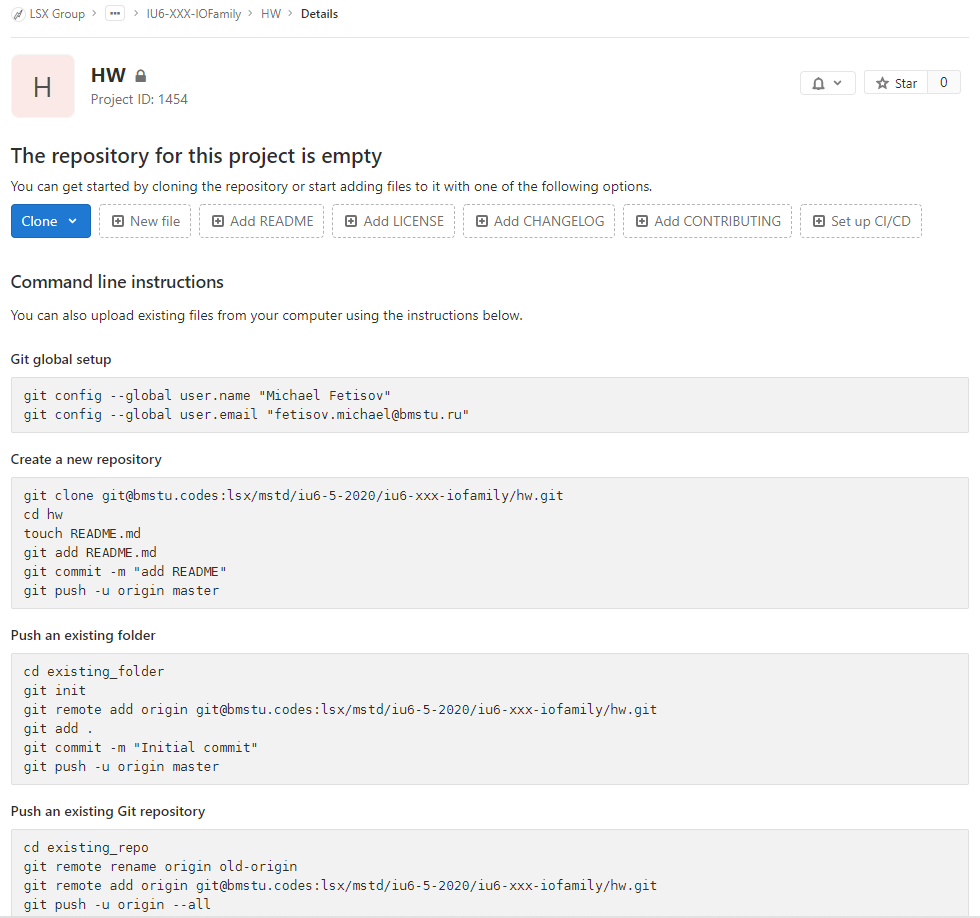 LSX Group > ••• > IU6-XXX-IOFamily > HW > Details
H
HW
Project ID: 1454
Star 0
The repository for this project is empty
You can get started by cloning the repository or start adding files to it with one of the following options.
Clone New file Add README Add LICENSE Add CHANGELOG Add CONTRIBUTING Set up CI/CD
Command line instructions
You can also upload existing files from your computer using the instructions below.
Git global setup
git config --global user.name "Michael Fetisov"
git config --global user.email "fetisov.michael@bmstu.ru"
Create a new repository
git clone git@bmstu.codes:lsx/mstd/iu6-5-2020/iu6-xxx-iofamily/hw.git
cd hw
touch README.md
git add README.md
git commit -m "add README"
git push -u origin master
Push an existing folder
cd existing_folder
git init
git remote add origin git@bmstu.codes:lsx/mstd/iu6-5-2020/iu6-xxx-iofamily/hw.git
git add .
git commit -m "Initial commit"
git push -u origin master
Push an existing Git repository
cd existing_repo
git remote rename origin old-origin
git remote add origin git@bmstu.codes:lsx/mstd/iu6-5-2020/iu6-xxx-iofamily/hw.git
git push -u origin --all